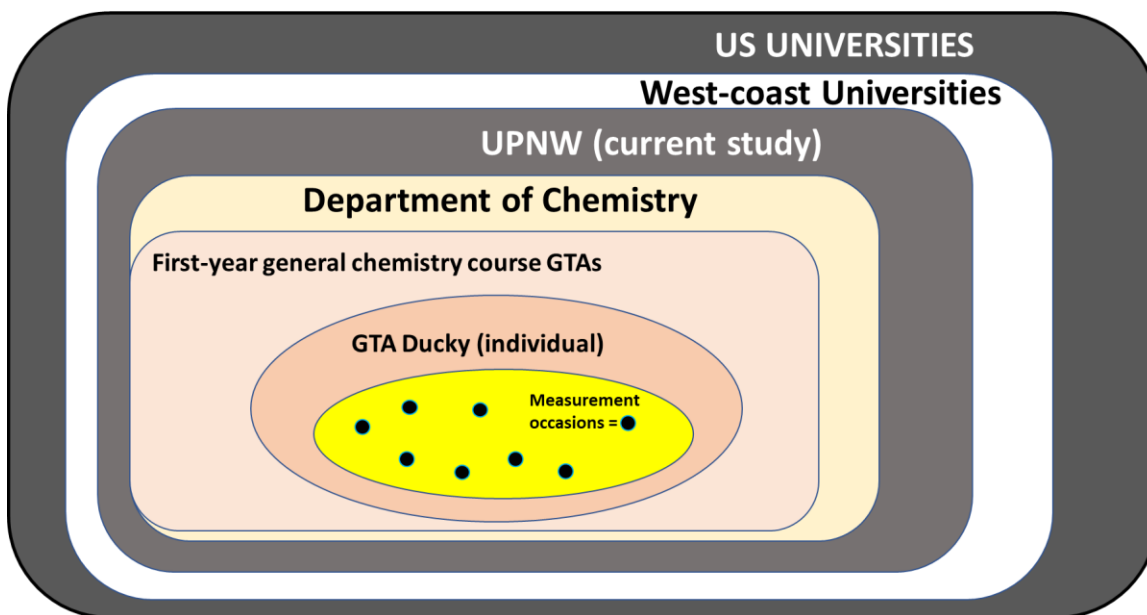 US UNIVERSITIES
West-coast Universities
UPNW (current study)
Department of Chemistry
First-year general chemistry course GTAs
GTA Ducky (individual)
Measurement
occasions =